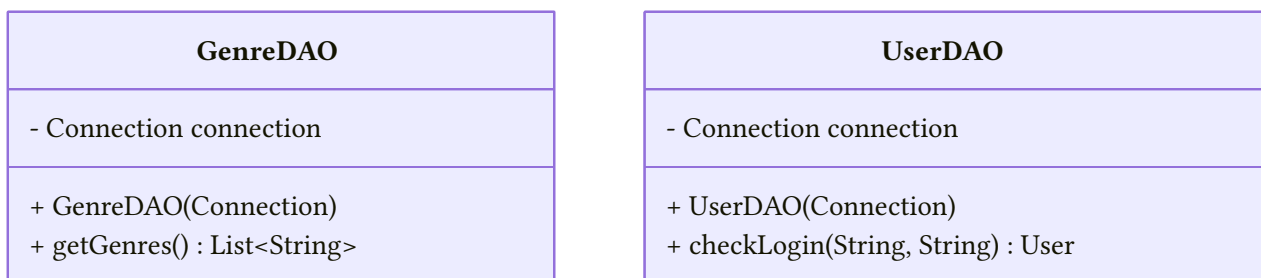 GenreDAO
- Connection connection
+ GenreDAO(Connection)
+ getGenres() : List<String>
UserDAO
- Connection connection
+ UserDAO(Connection)
+ checkLogin(String, String) : User